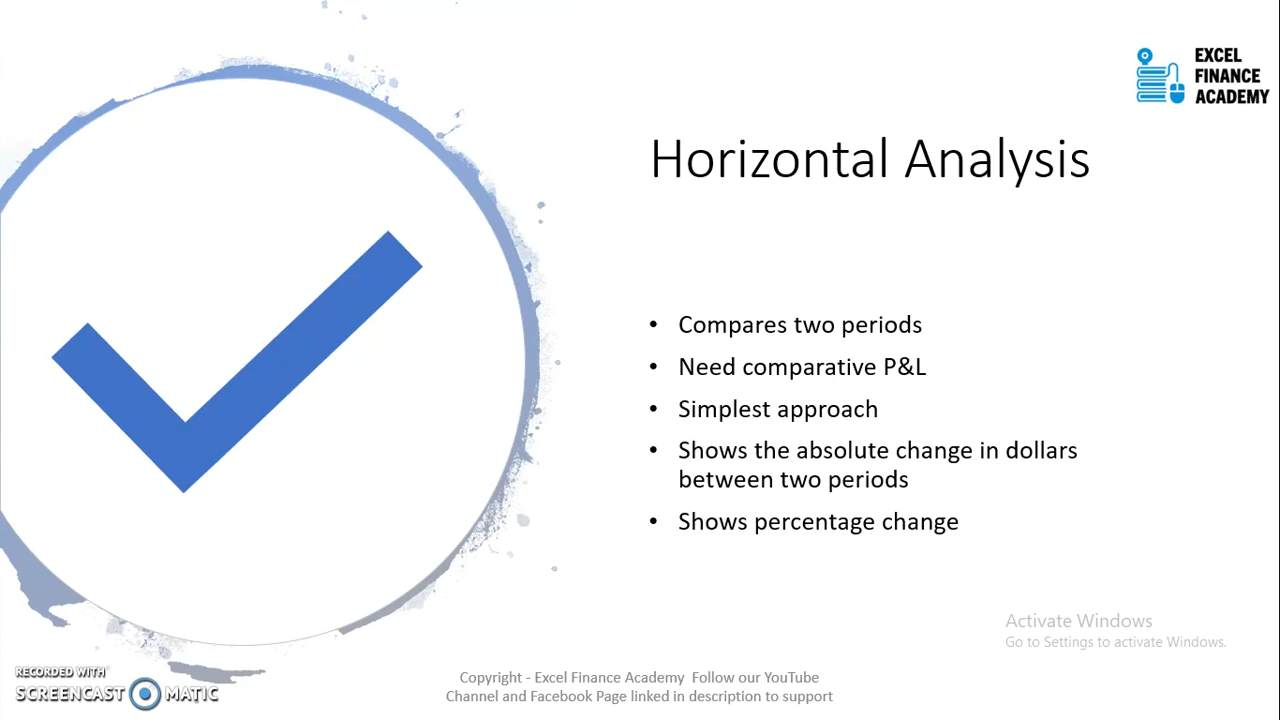 EXCEL
FINANCE
ACADEMY
Horizontal Analysis
• Compares two periods
• Need comparative P&L
• Simplest approach
• Shows the absolute change in dollars
between two periods
• Shows percentage change
Activate Windows
Go to Settings to activate Windows.
RECORDED WITH
SCREENCAST MATIC
Copyright - Excel Finance Academy Follow our YouTube
Channel and Facebook Page linked in description to support